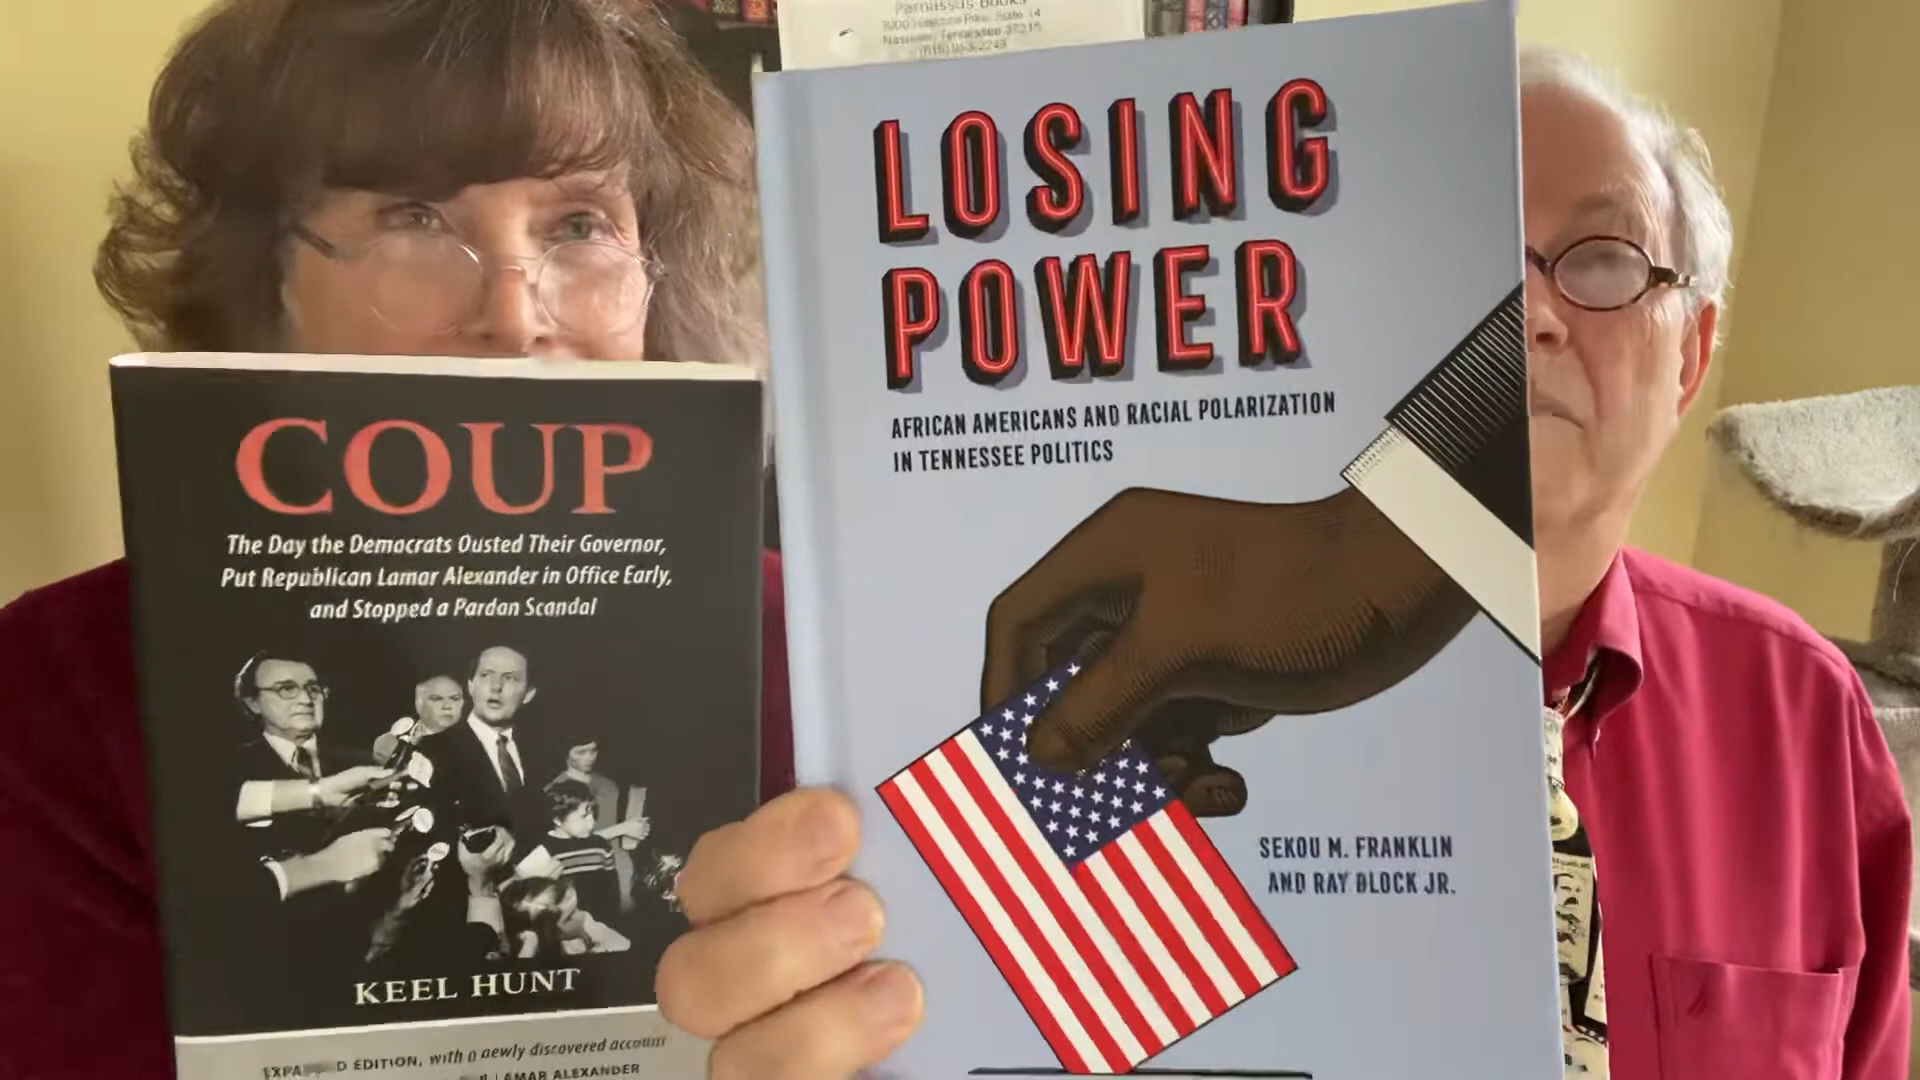 Parnassus Books
Nashville, Tennessee 37215
LOSING
POWER
AFRICAN AMERICANS AND RACIAL POLARIZATION
IN TENNESSEE POLITICS
SEKOU M. FRANKLIN
AND RAY BLOCK JR.
COUP
The Day the Democrats Ousted Their Governor,
Put Republican Lamar Alexander in Office Early,
and Stopped a Pardon Scandal
KEEL HUNT
EDITION, with a newly discovered account
LAMAR ALEXANDER